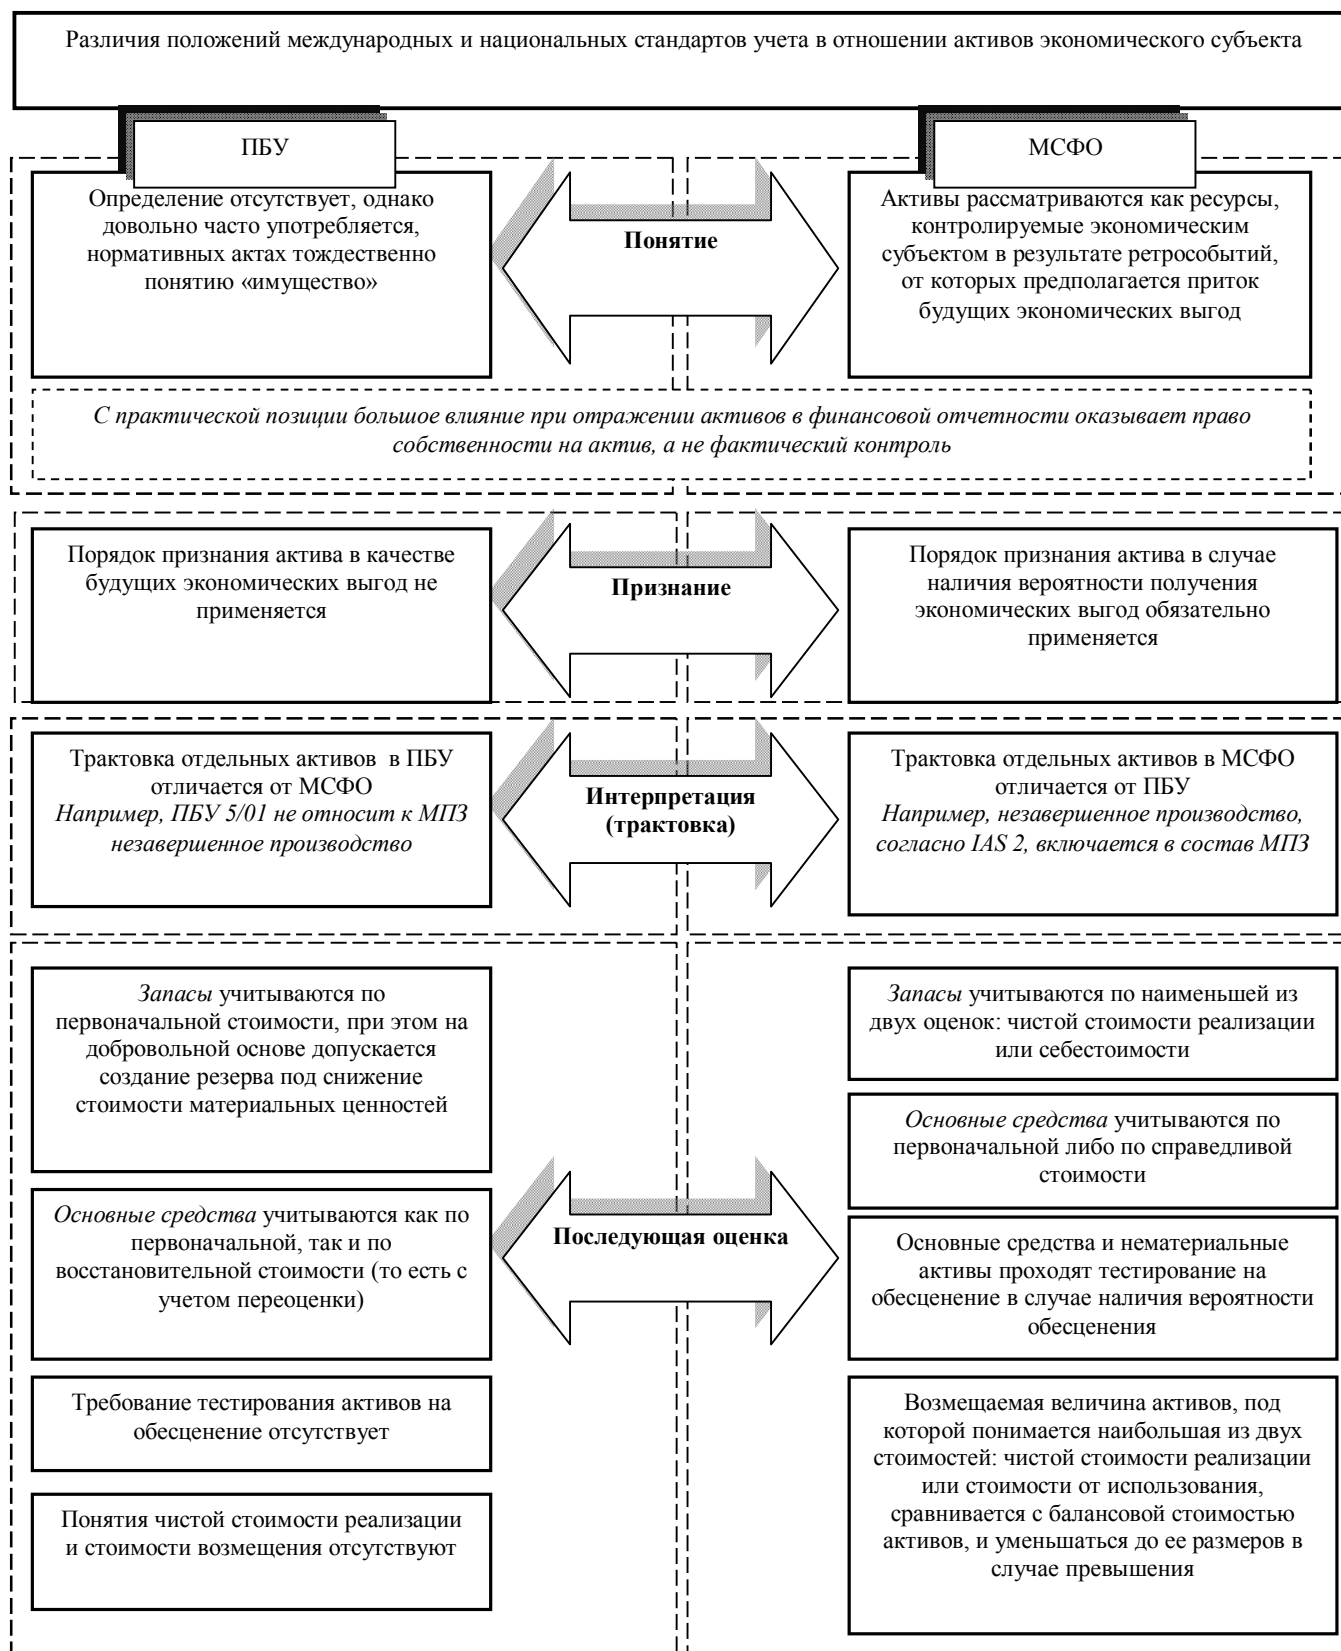 Различия положений международных и национальных стандартов учета в отношении активов экономического субъекта
ПБУ
МСФО
Определение отсутствует, однако
довольно часто употребляется,
нормативных актах тождественно
понятию «имущество»
Понятие
Активы рассматриваются как ресурсы,
контролируемые экономическим
субъектом в результате ретрособытий,
от которых предполагается приток
будущих экономических выгод
С практической позиции большое влияние при отражении активов в финансовой отчетности оказывает право
собственности на актив, а не фактический контроль
Порядок признания актива в качестве
будущих экономических выгод не
применяется
Признание
Порядок признания актива в случае
наличия вероятности получения
экономических выгод обязательно
применяется
Трактовка отдельных активов в ПБУ
отличается от МСФО
Например, ПБУ 5/01 не относит к МПЗ
незавершенное производство
Интерпретация
(трактовка)
Трактовка отдельных активов в МСФО
отличается от ПБУ
Например, незавершенное производство,
согласно IAS 2, включается в состав МПЗ
Запасы учитываются по
первоначальной стоимости, при этом на
добровольной основе допускается
создание резерва под снижение
стоимости материальных ценностей
Основные средства учитываются как по
первоначальной, так и по
восстановительной стоимости (то есть с
учетом переоценки)
Требование тестирования активов на
обесценение отсутствует
Понятия чистой стоимости реализации
и стоимости возмещения отсутствуют
Последующая оценка
Запасы учитываются по наименьшей из
двух оценок: чистой стоимости реализации
или себестоимости
Основные средства учитываются по
первоначальной либо по справедливой
стоимости
Основные средства и нематериальные
активы проходят тестирование на
обесценение в случае наличия вероятности
обесценения
Возмещаемая величина активов, под
которой понимается наибольшая из двух
стоимостей: чистой стоимости реализации
или стоимости от использования,
сравнивается с балансовой стоимостью
активов, и уменьшаться до ее размеров в
случае превышения